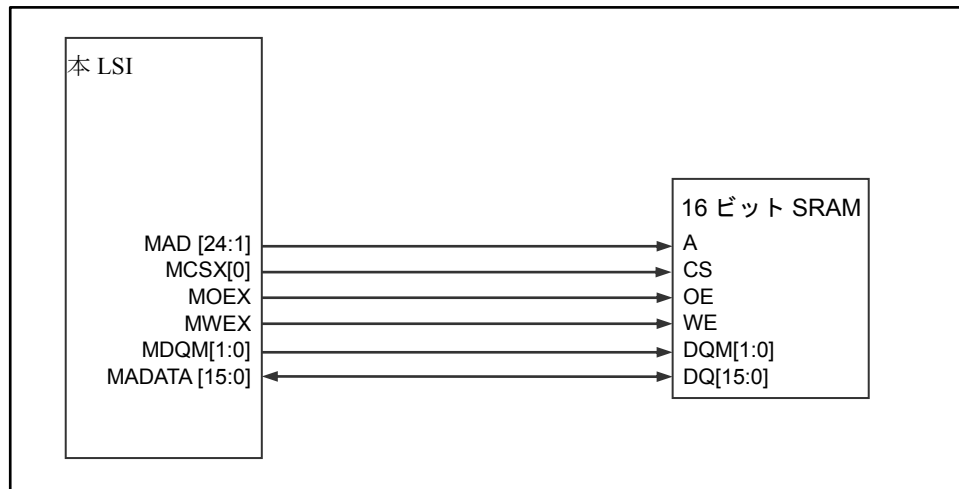 本 LSI
16 ビット SRAM
MAD [24:1]
A
MCSX[0]
CS
MOEX
OE
MWEX
WE
MDQM[1:0]
DQM[1:0]
MADATA [15:0]
DQ[15:0]